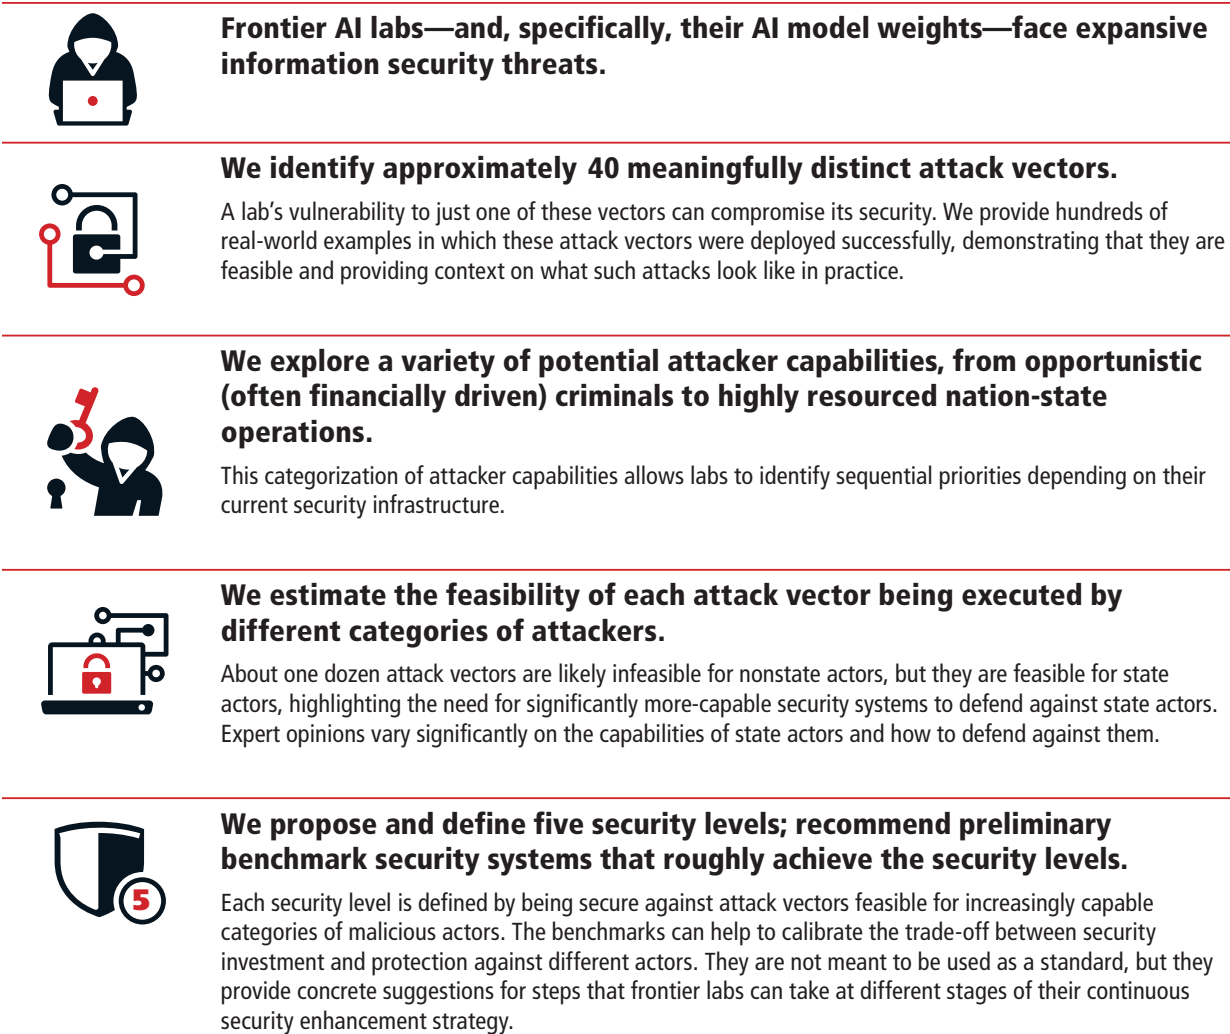 Frontier AI labs—and, specifically, their AI model weights—face expansive
information security threats.
We identify approximately 40 meaningfully distinct attack vectors.
A lab's vulnerability to just one of these vectors can compromise its security. We provide hundreds of
real-world examples in which these attack vectors were deployed successfully, demonstrating that they are
feasible and providing context on what such attacks look like in practice.
We explore a variety of potential attacker capabilities, from opportunistic
(often financially driven) criminals to highly resourced nation-state
operations.
This categorization of attacker capabilities allows labs to identify sequential priorities depending on their
current security infrastructure.
We estimate the feasibility of each attack vector being executed by
different categories of attackers.
About one dozen attack vectors are likely infeasible for nonstate actors, but they are feasible for state
actors, highlighting the need for significantly more-capable security systems to defend against state actors.
Expert opinions vary significantly on the capabilities of state actors and how to defend against them.
5
We propose and define five security levels; recommend preliminary
benchmark security systems that roughly achieve the security levels.
Each security level is defined by being secure against attack vectors feasible for increasingly capable
categories of malicious actors. The benchmarks can help to calibrate the trade-off between security
investment and protection against different actors. They are not meant to be used as a standard, but they
provide concrete suggestions for steps that frontier labs can take at different stages of their continuous
security enhancement strategy.